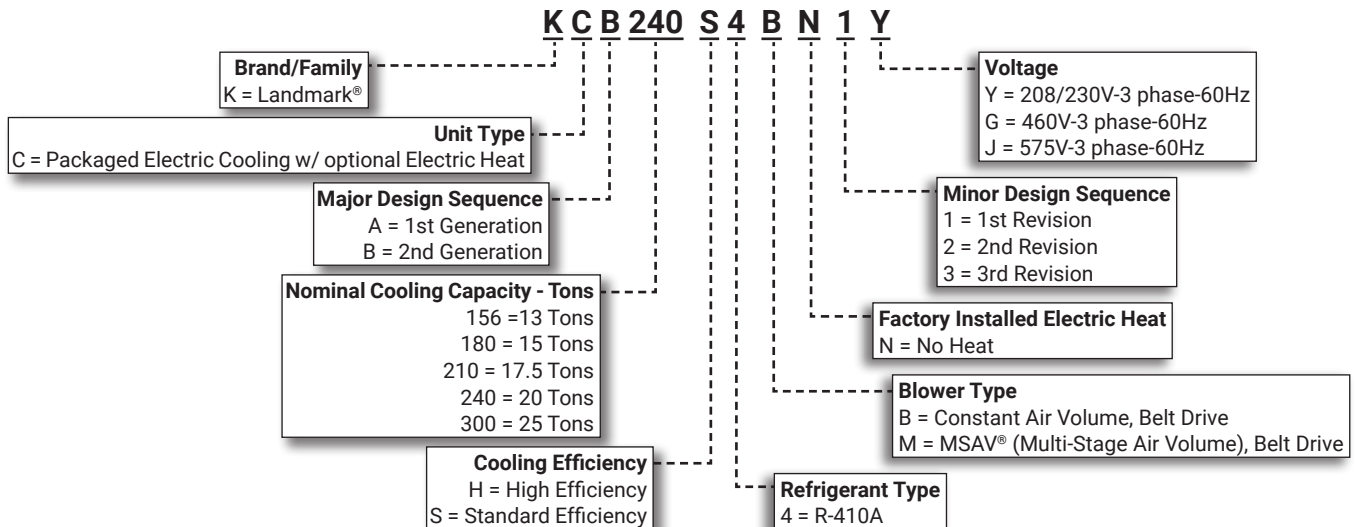 K C B 240 S 4 B N 1 Y
Brand/Family
K = Landmark®
Unit Type
C = Packaged Electric Cooling w/ optional Electric Heat
Major Design Sequence
A = 1st Generation
B = 2nd Generation
Nominal Cooling Capacity - Tons
156 =13 Tons
180 = 15 Tons
210 = 17.5 Tons
240 = 20 Tons
300 = 25 Tons
Cooling Efficiency
H = High Efficiency
S = Standard Efficiency
Voltage
Y = 208/230V-3 phase-60Hz
G = 460V-3 phase-60Hz
J = 575V-3 phase-60Hz
Minor Design Sequence
1 = 1st Revision
2 = 2nd Revision
3 = 3rd Revision
Factory Installed Electric Heat
N = No Heat
Blower Type
B = Constant Air Volume, Belt Drive
M = MSAV® (Multi-Stage Air Volume), Belt Drive
Refrigerant Type
4 = R-410A